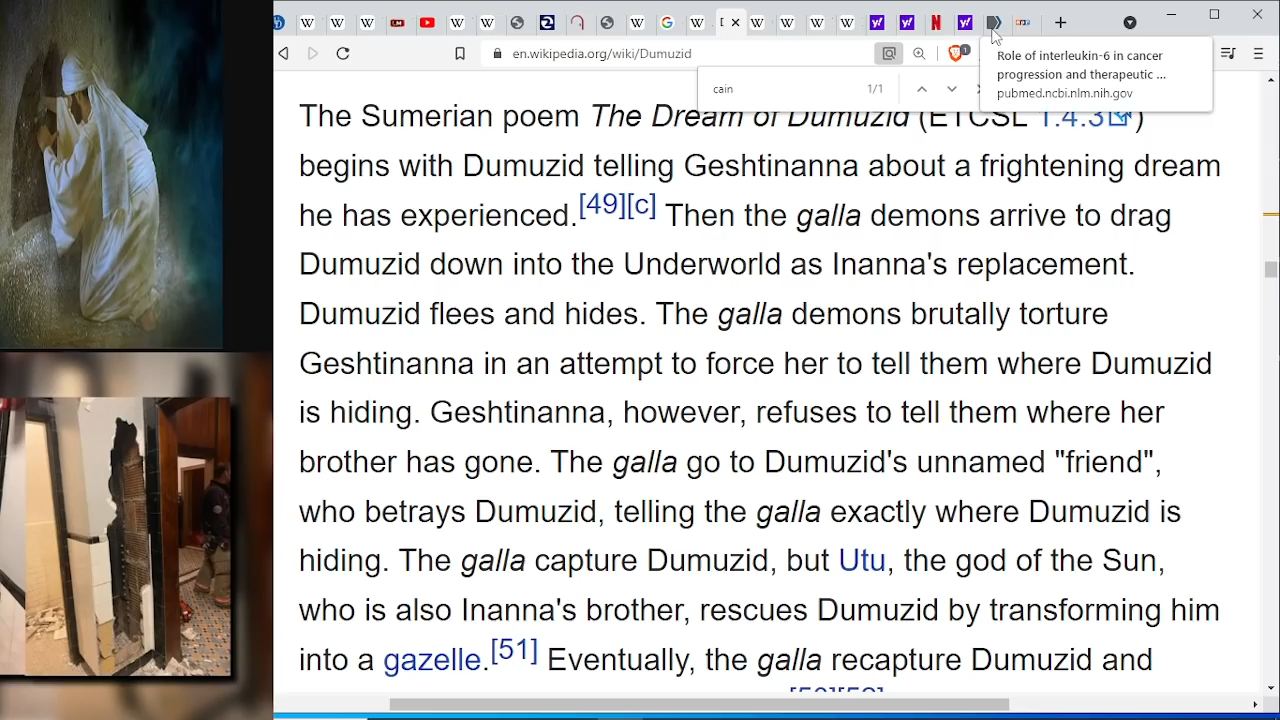 en.wikipedia.org/wiki/Dumuzid
1
Role of interleukin-6 in cancer
progression and therapeutic ...
pubmed.ncbi.nlm.nih.gov
cain
1/1
The Sumerian poem The Dream of Dumuzid (ETCSL 1.4.3)
begins with Dumuzid telling Geshtinanna about a frightening dream
he has experienced.[49][c] Then the galla demons arrive to drag
Dumuzid down into the Underworld as Inanna's replacement.
Dumuzid flees and hides. The galla demons brutally torture
Geshtinanna in an attempt to force her to tell them where Dumuzid
is hiding. Geshtinanna, however, refuses to tell them where her
brother has gone. The galla go to Dumuzid's unnamed "friend",
who betrays Dumuzid, telling the galla exactly where Dumuzid is
hiding. The galla capture Dumuzid, but Utu, the god of the Sun,
who is also Inanna's brother, rescues Dumuzid by transforming him
into a gazelle.[51] Eventually, the galla recapture Dumuzid and